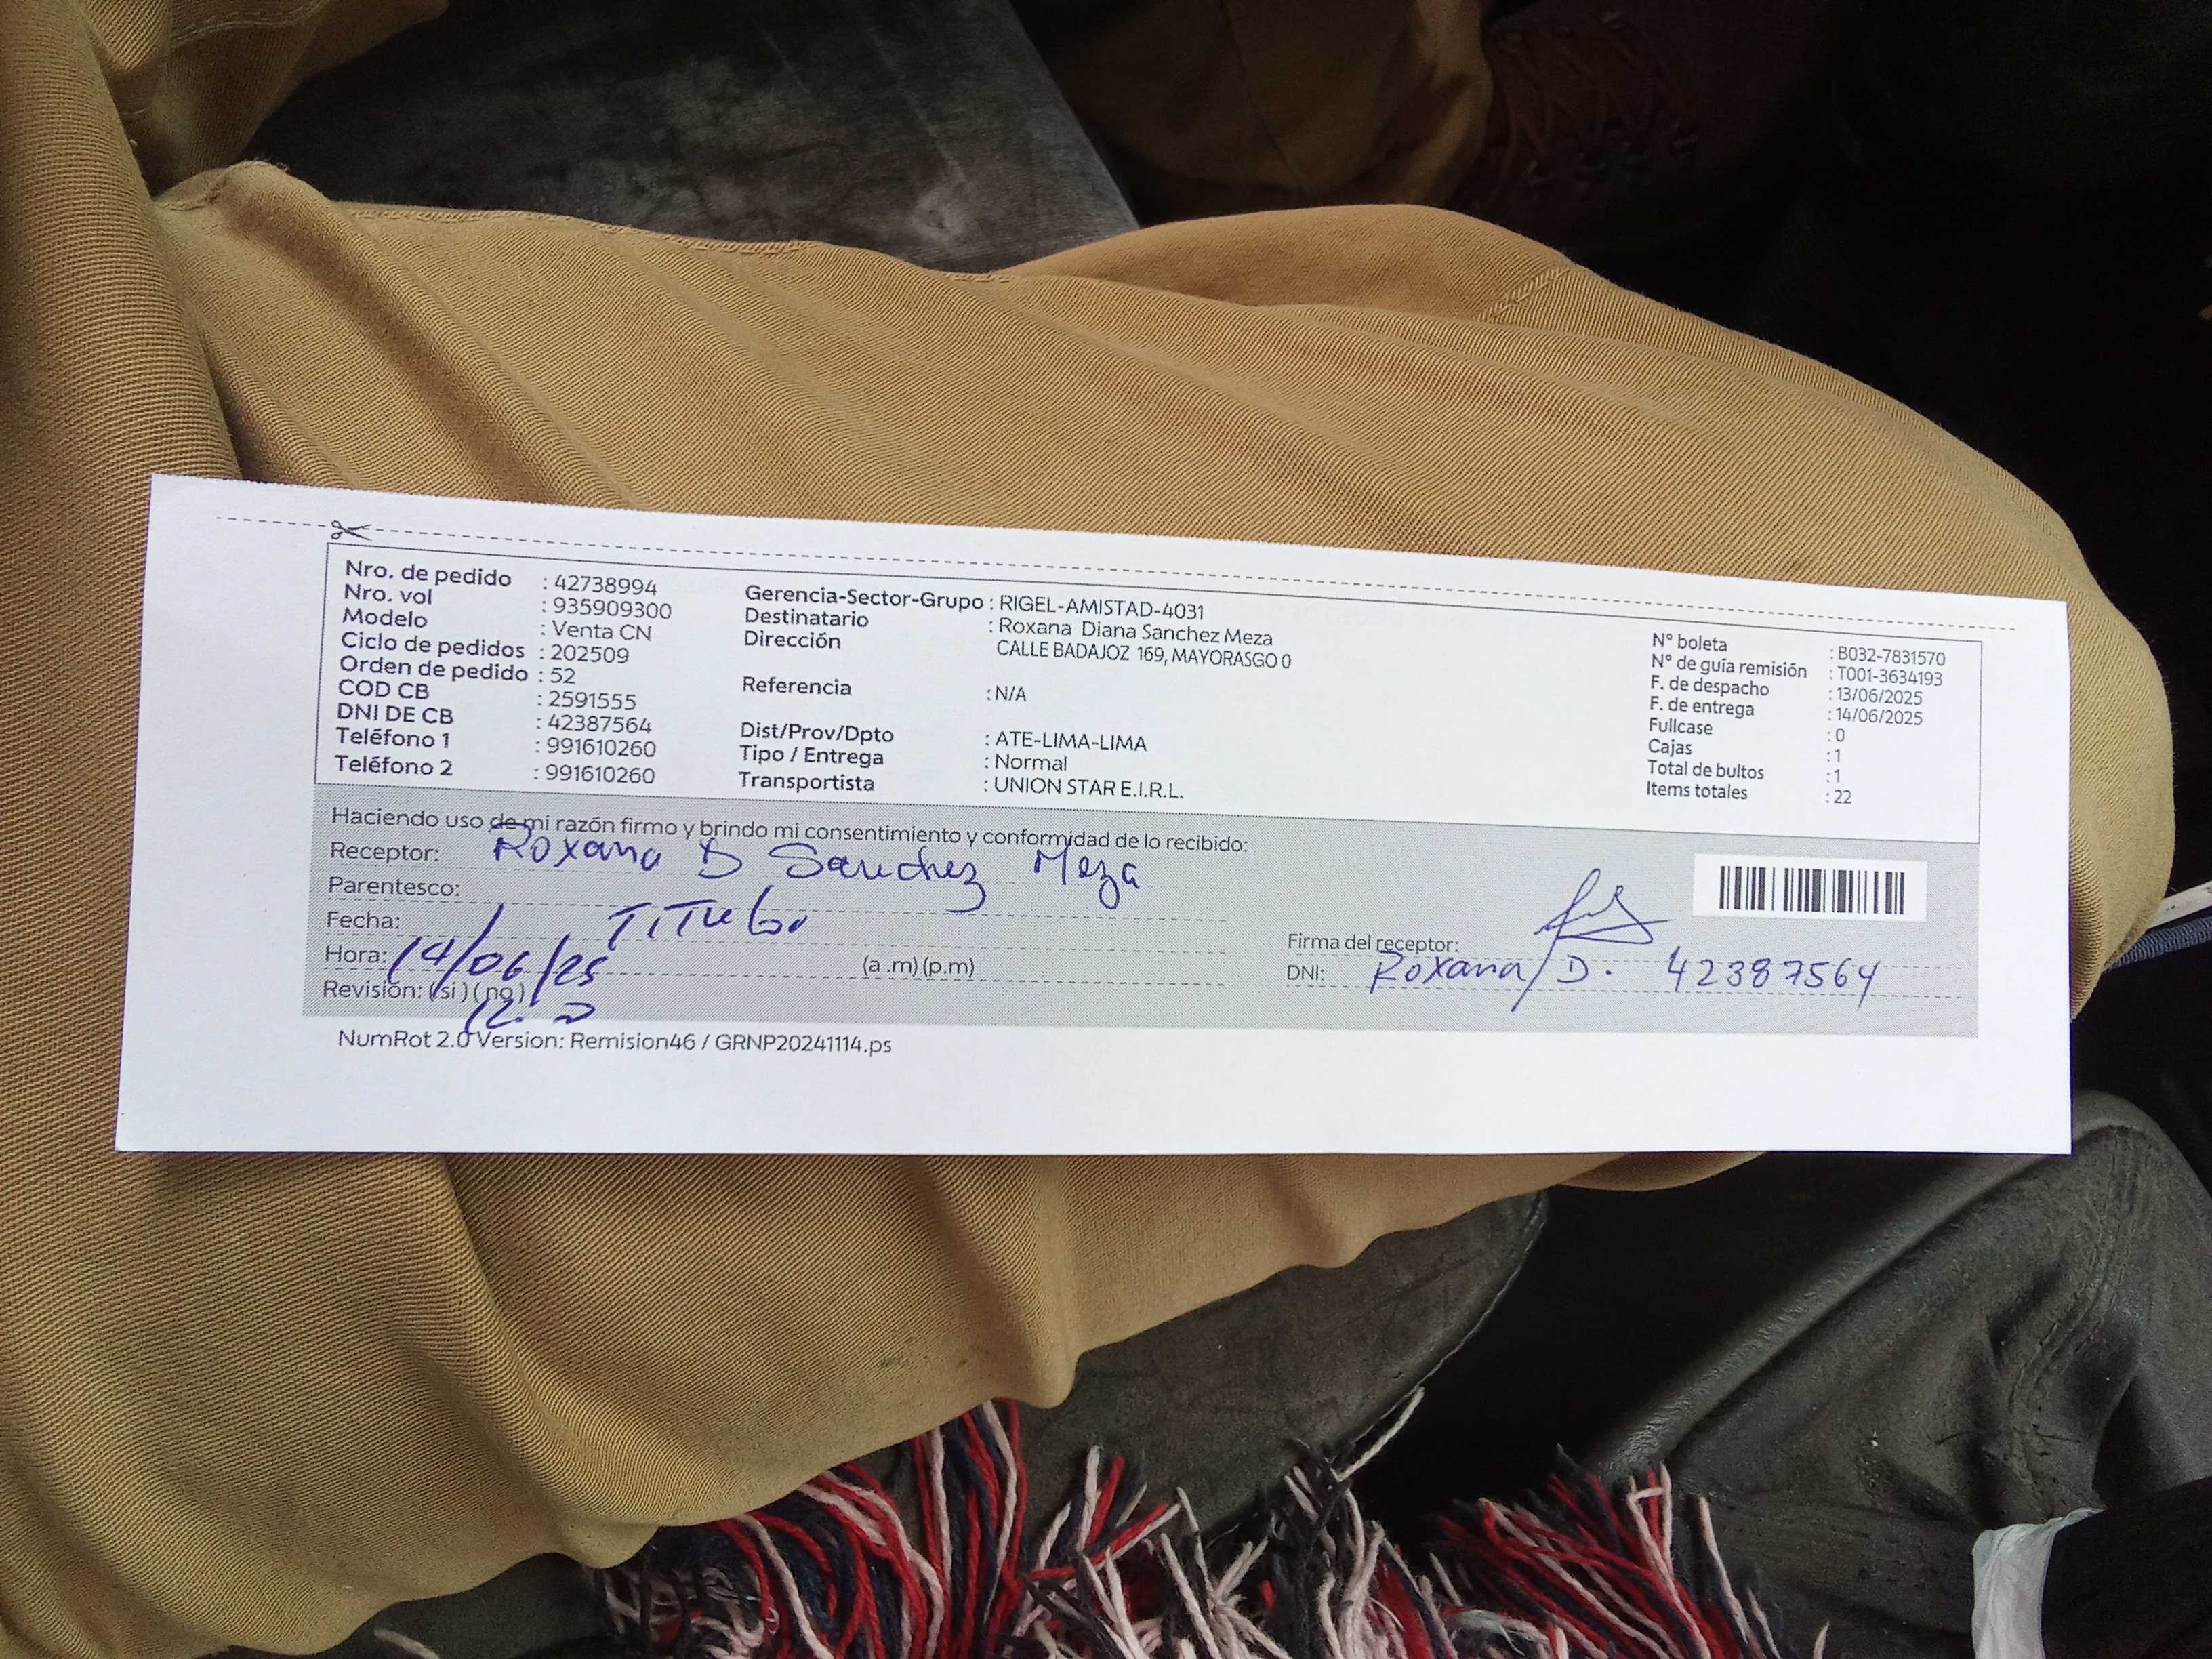 Nro. de pedido : 42738994
Nro. vol : 935909300
Modelo : Venta CN
Ciclo de pedidos : 202509
Orden de pedido : 52
COD CB : 2591555
DNI DE CB : 42387564
Teléfono 1 : 991610260
Teléfono 2 : 991610260
Gerencia-Sector-Grupo : RIGEL-AMISTAD-4031
Destinatario : Roxana Diana Sanchez Meza
Dirección CALLE BADAJOZ 169, MAYORASGO 0
Referencia : N/A
Dist/Prov/Dpto : ATE-LIMA-LIMA
Tipo / Entrega : Normal
Transportista : UNION STAR E.I.R.L.
N° boleta : B032-7831570
N° de guía remisión : T001-3634193
F. de despacho : 13/06/2025
F. de entrega : 14/06/2025
Fullcase : 0
Cajas : 1
Total de bultos : 1
Items totales : 22
Haciendo uso de mi razón firmo y brindo mi consentimiento y conformidad de lo recibido:
Receptor: Roxana D Sanchez Meza
Parentesco:
Fecha: TiTulo
Hora: 14/06/25 (a .m) (p.m)
Revisión: (si) (no) 12.
Firma del receptor:
DNI: Roxana D. 42387564
NumRot 2.0 Version: Remision46 / GRNP20241114.ps